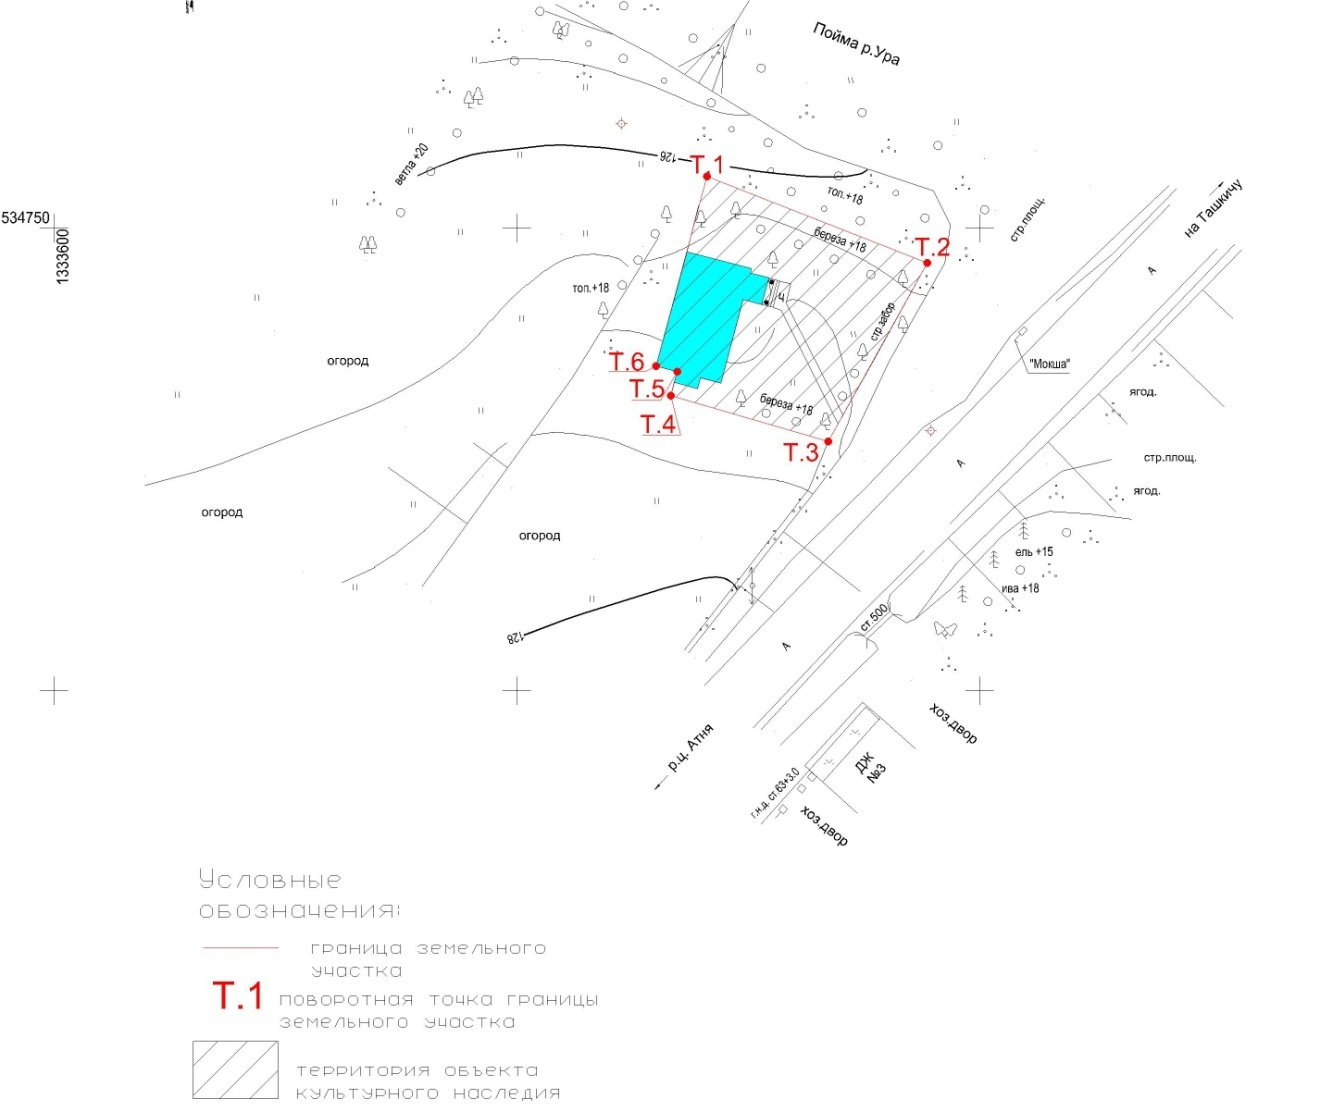 Пойма р.Ура
ветла +20
126
Т.1
топ.+18
534750
1333600
стр.площ.
на Ташкичу
береза +18
Т.2
А
топ.+18
ч
стр.забор
огород
Т.6
"Мокша"
Т.5
береза +18
ягод.
Т.4
Т.3
А
стр.площ.
ягод.
огород
огород
ель +15
ива +18
128
ст.500
А
р.ц. Атня
хоз.двор
ДЖ
№3
г.н.д. ст.63+3.0
хоз.двор
Условные
обозначения:
граница земельного
участка
Т.1 поворотная точка границы
земельного участка
территория объекта
культурного наследия